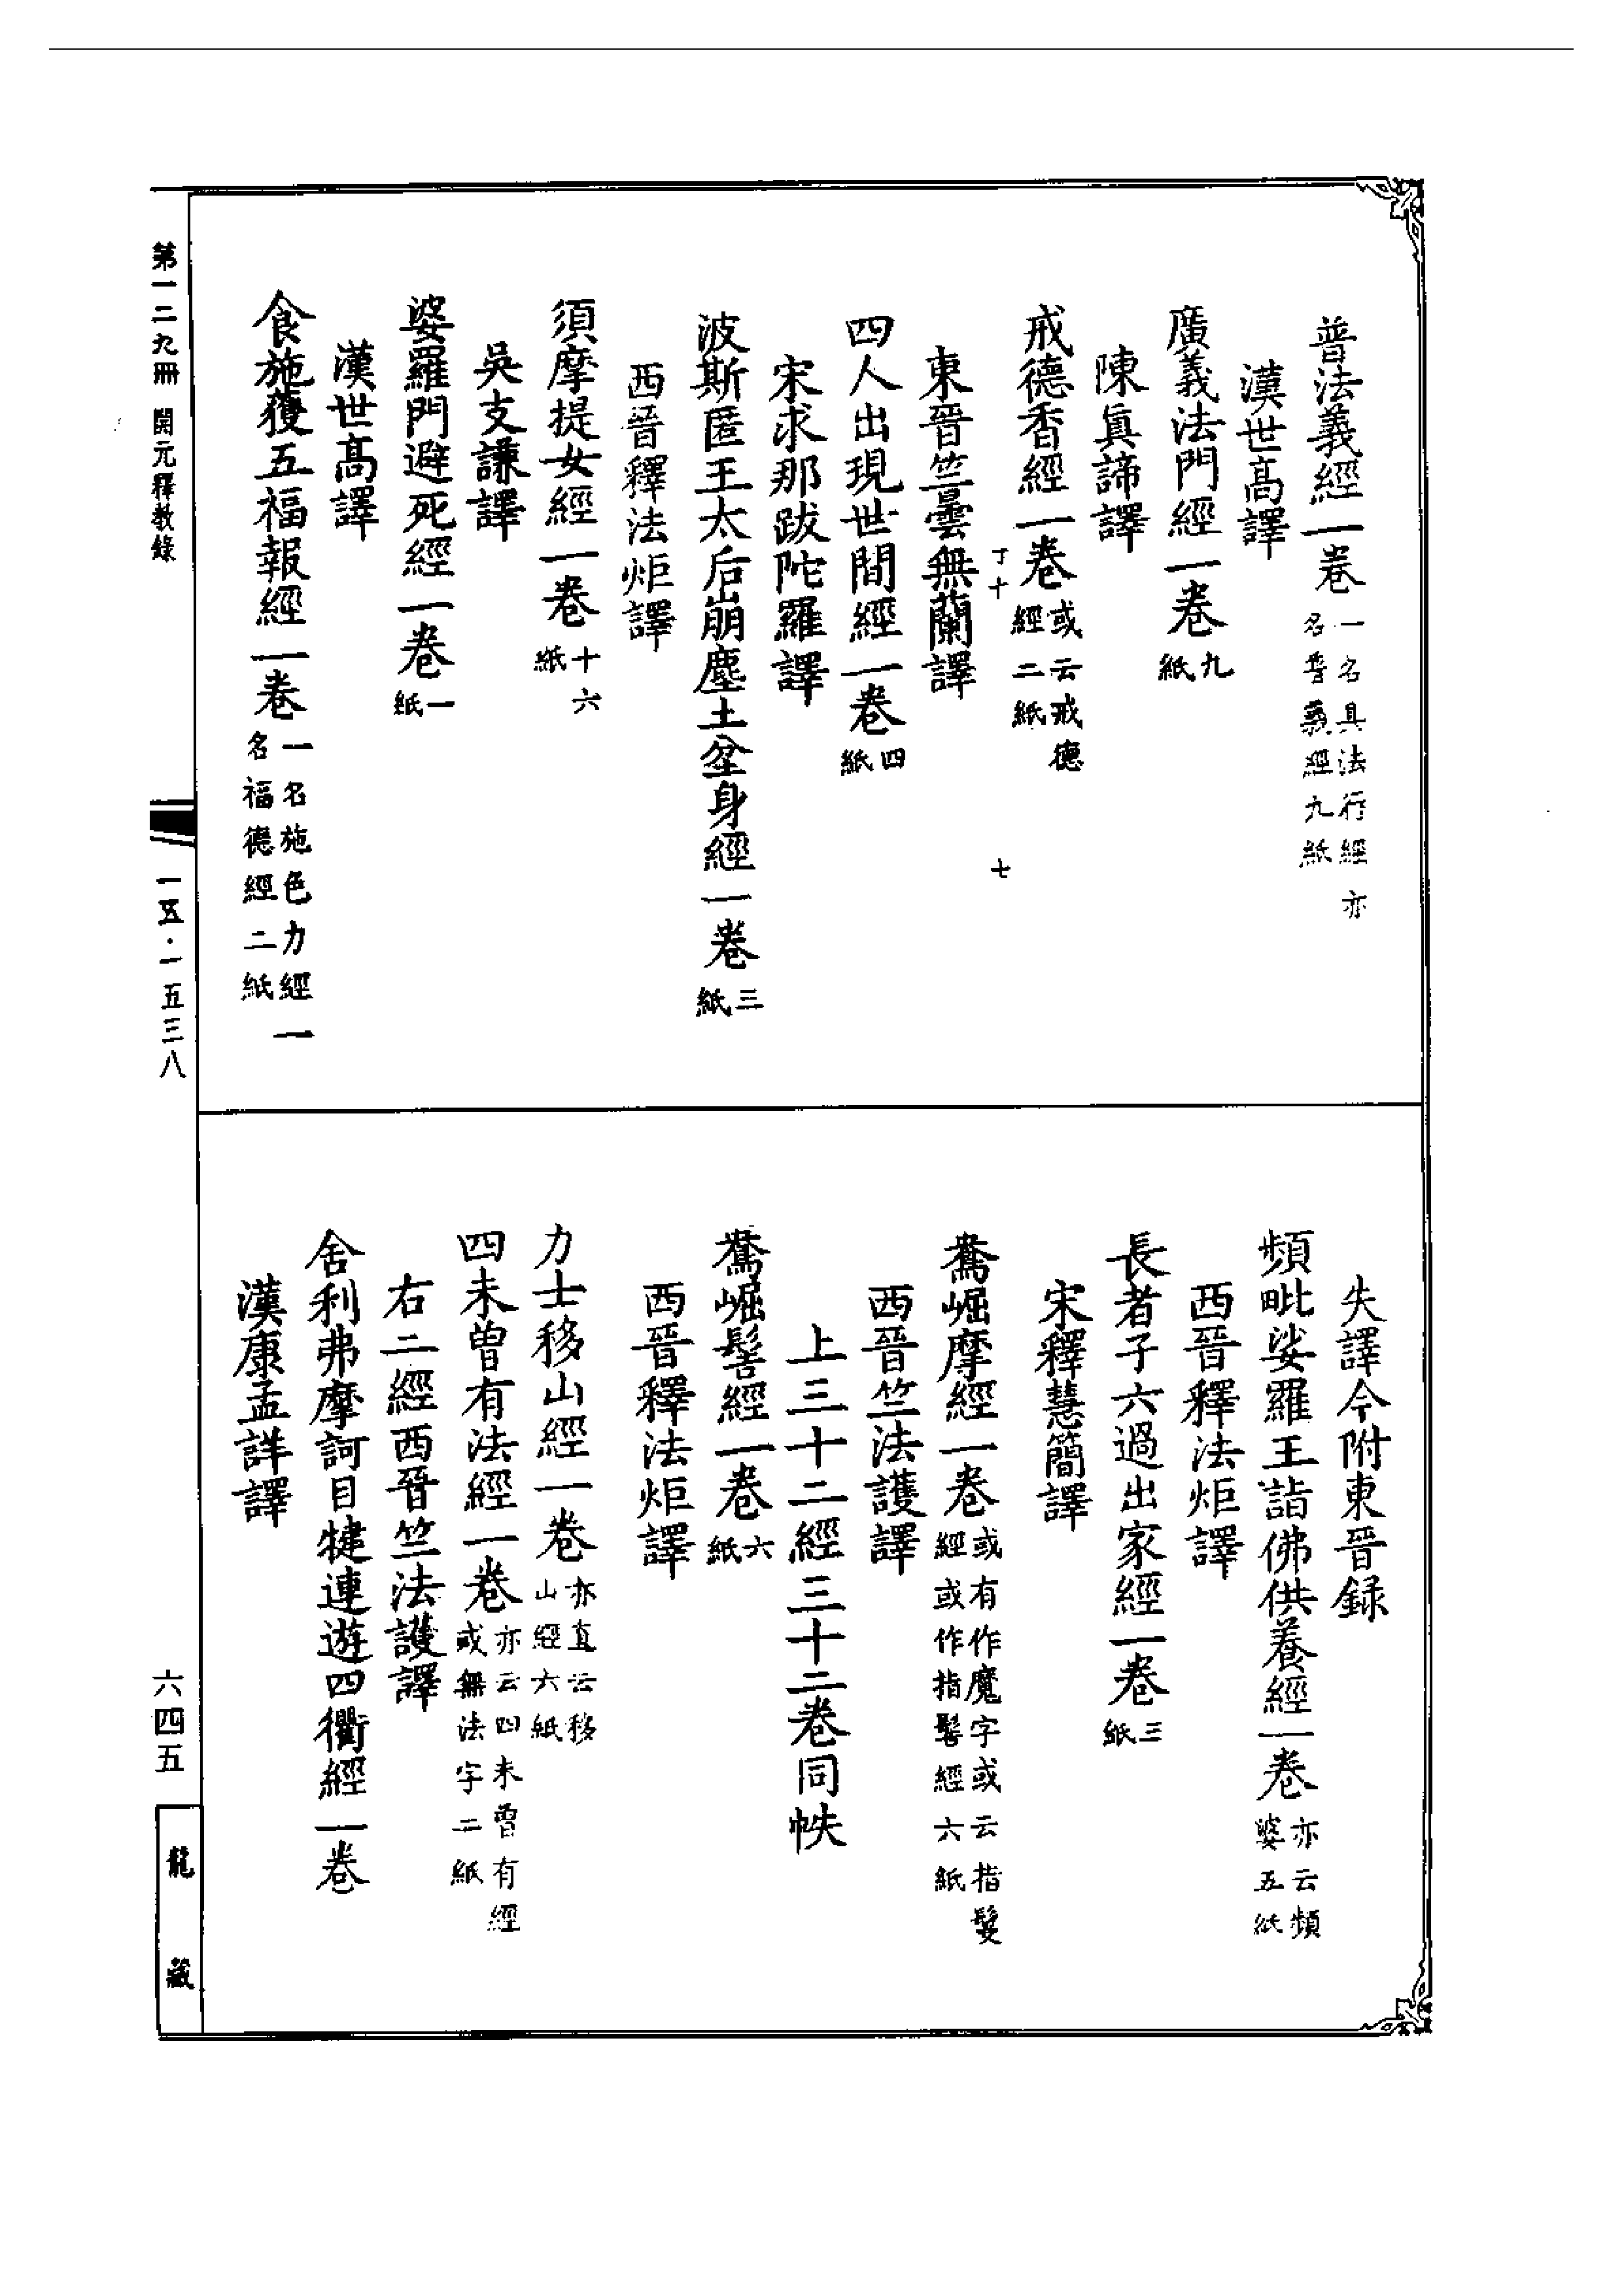 普法義經一卷 一名具法行經亦名普義經九紙
漢世高譯
廣義法門經一卷 九紙
陳真諦譯
戒德香經一卷 或云戒德經二紙
丁十 七
東晉竺曇無蘭譯
四人出現世間經一卷 四紙
宋求那跋陀羅譯
波斯匿王太后崩塵土坌身經一卷 三紙
西晉釋法炬譯
須摩提女經一卷 十六紙
吳支謙譯
婆羅門避死經一卷 一紙
漢世高譯
食施獲五福報經一卷 一名施色力經一名福德經二紙
失譯今附東晉録
頻毗娑羅王詣佛供養經一卷 亦云頻婆五紙
西晉釋法炬譯
長者子六過出家經一卷 三紙
宋釋慧簡譯
鴦崛摩經一卷 或有作魔字或云指髮經或作指髻經六紙
西晉竺法護譯
上三十二經三十二卷同帙
鴦崛髻經一卷 六紙
西晉釋法炬譯
力士移山經一卷 亦直云移山經六紙
四未曾有法經一卷 亦云四未曾有經或無法字二紙
右二經西晉竺法護譯
舍利弗摩訶目犍連遊四衢經一卷
漢康孟詳譯
第一二九冊 開元釋教錄
一五·一五三八
六四五
龍藏